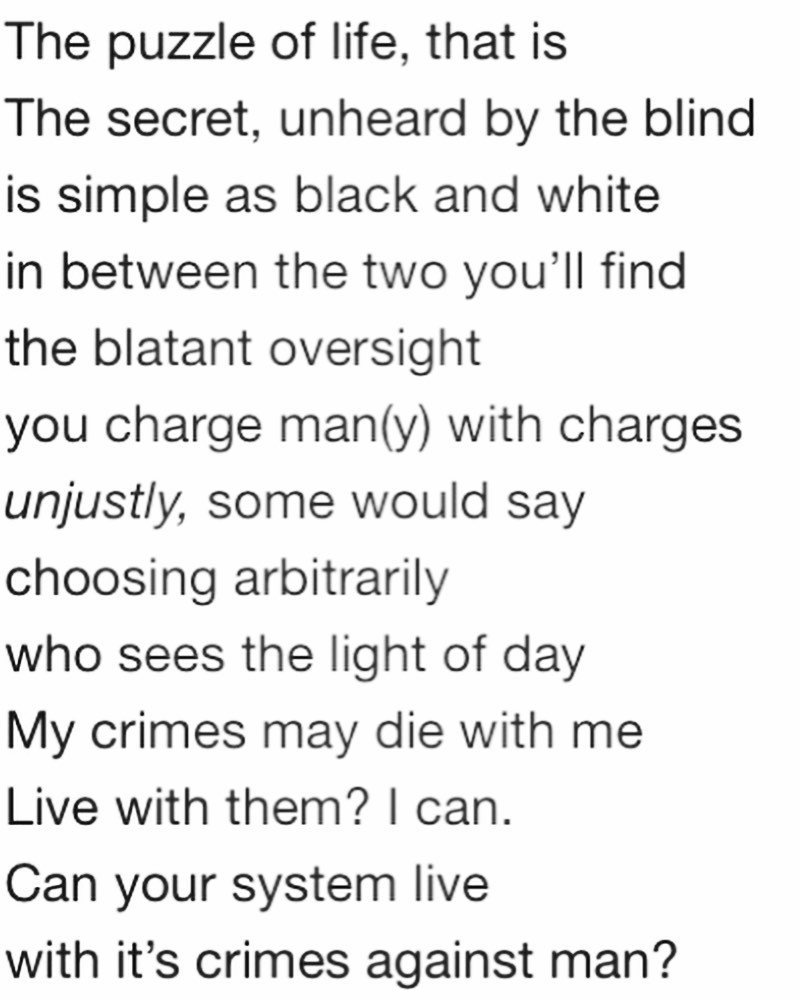 The puzzle of life, that is
The secret, unheard by the blind
is simple as black and white
in between the two you’ll find
the blatant oversight
you charge man(y) with charges
unjustly, some would say
choosing arbitrarily
who sees the light of day
My crimes may die with me
Live with them? I can.
Can your system live
with it’s crimes against man?